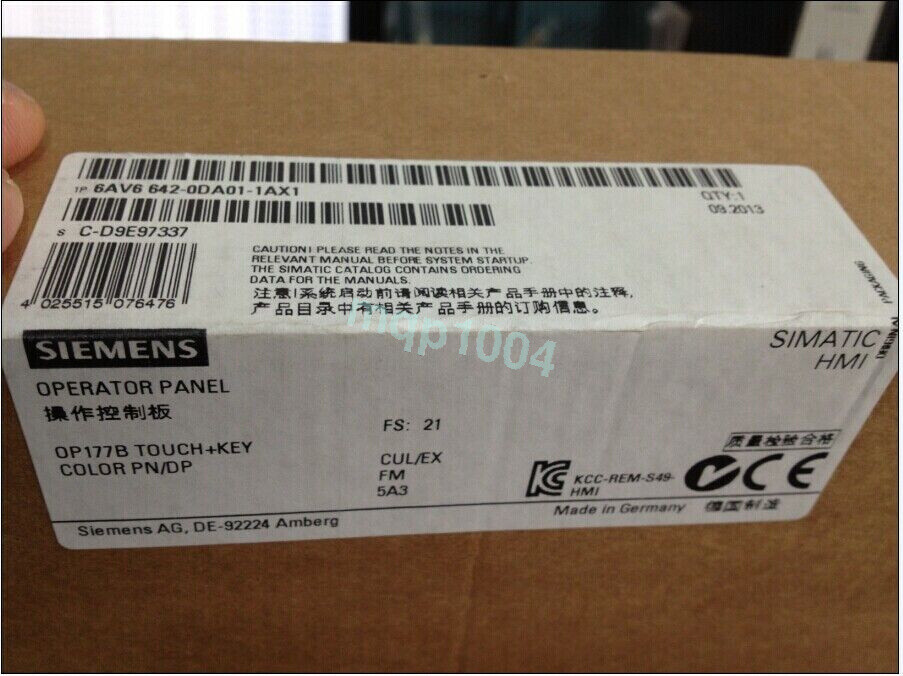 1P 6AV6 642-0DA01-1AX1
QTY:1
09.2013
S C-D9E97337
4 025515 076476
CAUTION! PLEASE READ THE NOTES IN THE
RELEVANT MANUAL BEFORE SYSTEM STARTUP.
THE SIMATIC CATALOG CONTAINS ORDERING
DATA FOR THE MANUALS.
注意!系统启动前请阅读相关产品手册中的注释,
产品目录中有相关产品手册的订购信息。
mqp1004
PACKAGING
SIEMENS
SIMATIC
HMI
OPERATOR PANEL
操作控制板
OP177B TOUCH+KEY
COLOR PN/DP
FS: 21
CUL/EX
FM
5A3
KCC-REM-S49-
HMI
质量检验合格
CE
Made in Germany 德国制造
Siemens AG, DE-92224 Amberg